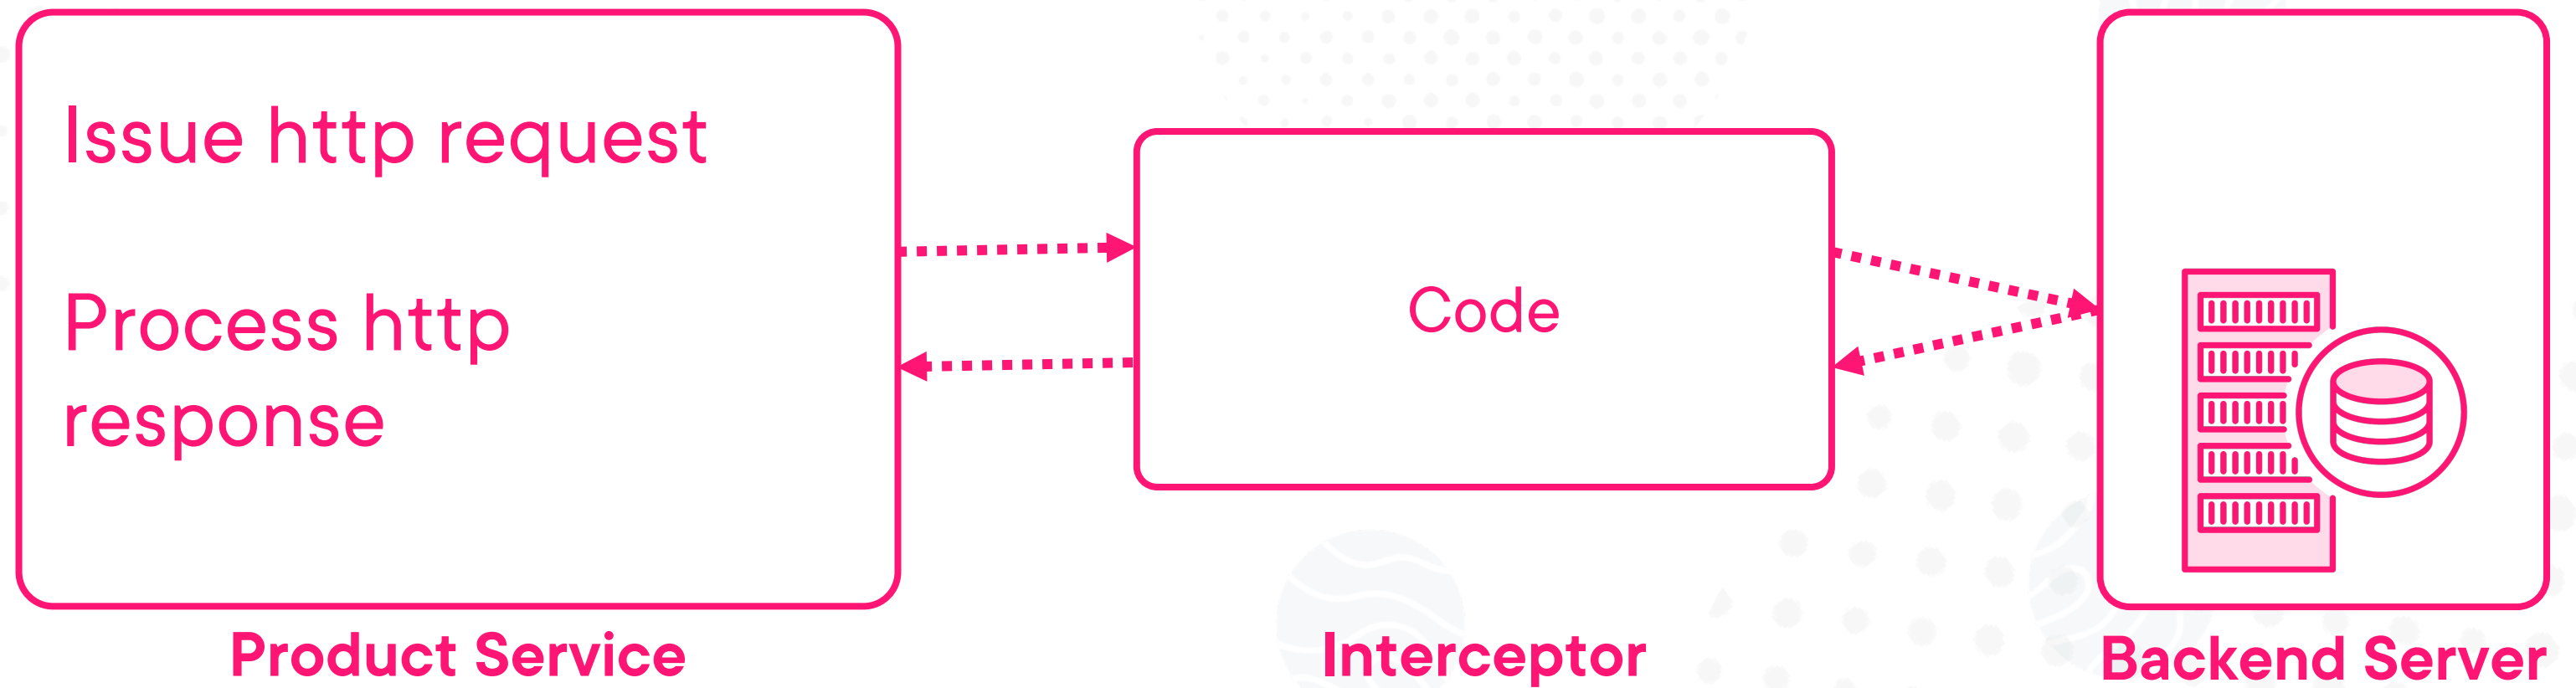 Issue http request
Process http
response
Code
Product Service
Interceptor
Backend Server